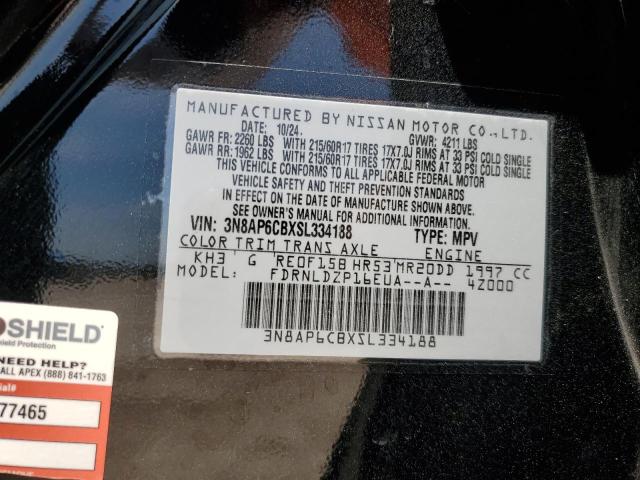 MANUFACTURED BY NISSAN MOTOR CO., LTD.
DATE: 10/24. GVWR: 4211 LBS
GAWR FR: 2260 LBS WITH 215/60R17 TIRES 17X7.0J RIMS AT 33 PSI COLD SINGLE
GAWR RR: 1962 LBS WITH 215/60R17 TIRES 17X7.0J RIMS AT 33 PSI COLD SINGLE
THIS VEHICLE CONFORMS TO ALL APPLICABLE FEDERAL MOTOR
VEHICLE SAFETY AND THEFT PREVENTION STANDARDS
IN EFFECT ON THE DATE OF MANUFACTURE SHOWN ABOVE.
SEE OWNER'S MANUAL FOR ADDITIONAL INFORMATION.
VIN: 3N8AP6CBXSL334188 TYPE: MPV
COLOR TRIM TRANS AXLE ENGINE
KH3 G RE0F15B HR53 MR20DD 1997 CC
FDRNLDZP16EUA--A-- 4Z000
3N8AP6CBXSL334188
SHIELD
Protection
NEED HELP?
CALL APEX (888) 841-1763
77465